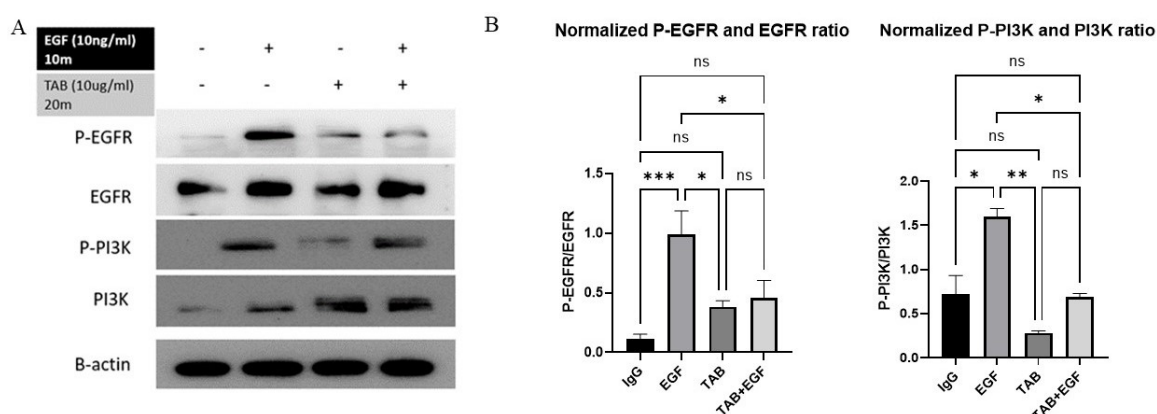 A
EGF (10ng/ml)
10m
- + - +
TAB (10ug/ml)
20m
- - + +
P-EGFR
EGFR
P-PI3K
PI3K
B-actin
B
Normalized P-EGFR and EGFR ratio
ns
*
ns
*** * ns
P-EGFR/EGFR
1.5
1.0
0.5
0.0
IgG
EGF
TAB
TAB+EGF
Normalized P-PI3K and PI3K ratio
ns
*
ns
* ** ns
P-PI3K/PI3K
2.0
1.5
1.0
0.5
0.0
IgG
EGF
TAB
TAB+EGF